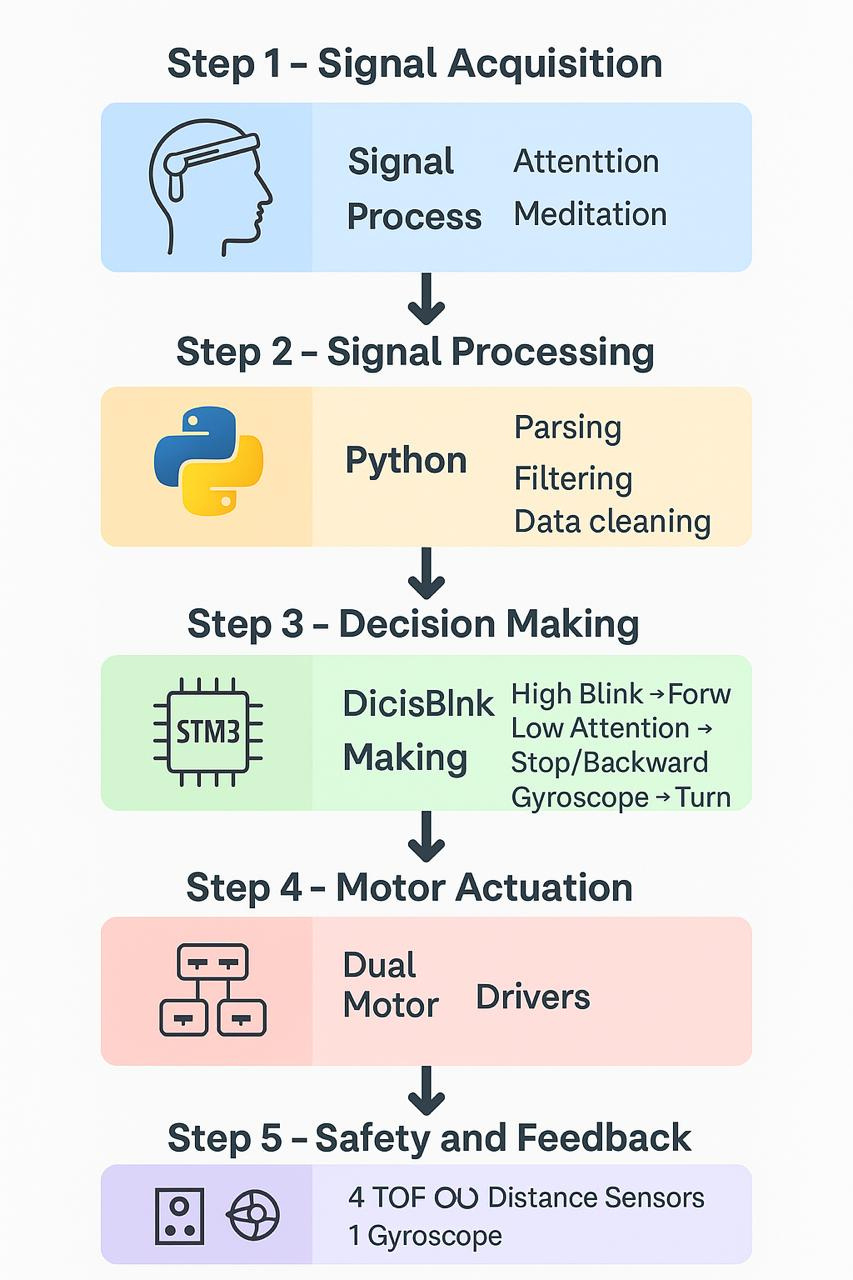 Step 1 – Signal Acquisition
Signal Attenttion
Process Meditation
Step 2 – Signal Processing
Python
Parsing
Filtering
Data cleaning
Step 3 – Decision Making
STM3
DicisBInk
Making
High Blink →Forw
Low Attention →
Stop/Backward
Gyroscope → Turn
Step 4 – Motor Actuation
Dual
Motor
Drivers
Step 5 – Safety and Feedback
4 TOF Distance Sensors
1 Gyroscope